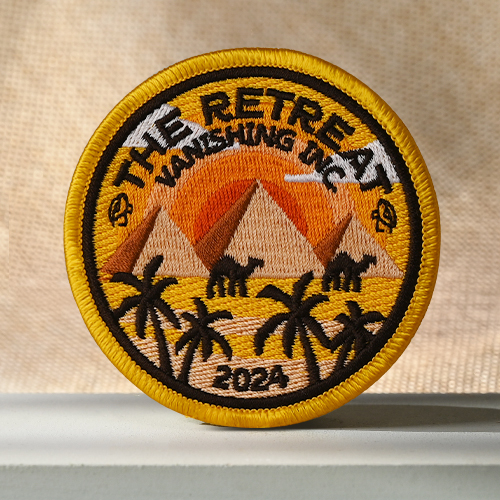 THE RETREAT
VANISHING INC.
2024